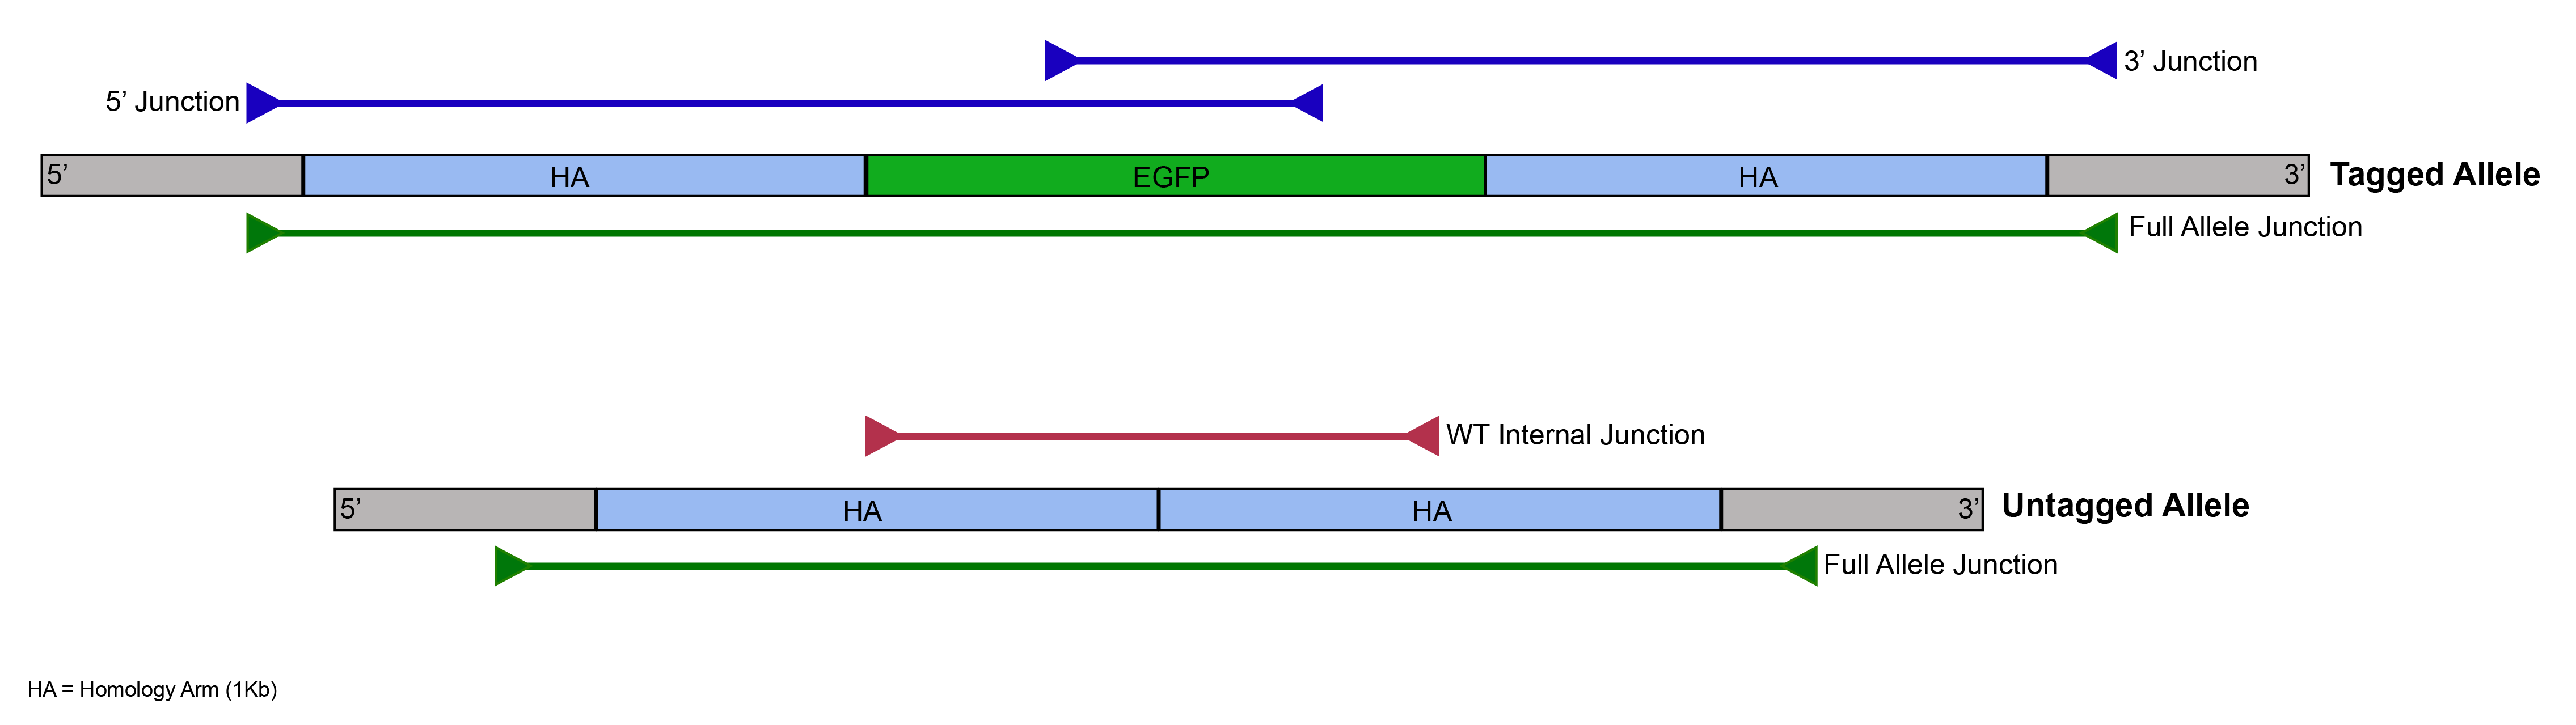 3’ Junction
5’ Junction
5’ HA EGFP HA 3’ Tagged Allele
Full Allele Junction
WT Internal Junction
5’ HA HA 3’ Untagged Allele
Full Allele Junction
HA = Homology Arm (1Kb)